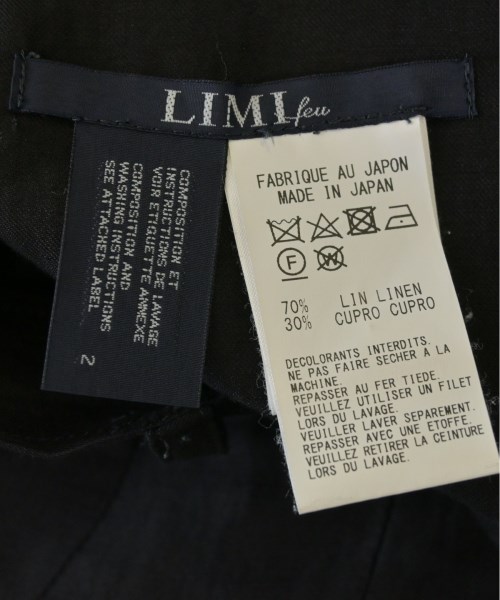 LIMI feu
COMPOSITION ET
INSTRUCTIONS DE LAVAGE
VOIR ETIQUETTE ANNEXE
COMPOSITION AND
WASHING INSTRUCTIONS
SEE ATTACHED LABEL
2
FABRIQUE AU JAPON
MADE IN JAPAN
F W
70% LIN LINEN
30% CUPRO CUPRO
DECOLORANTS INTERDITS.
NE PAS FAIRE SECHER A LA
MACHINE.
REPASSER AU FER TIEDE.
VEUILLEZ UTILISER UN FILET
LORS DU LAVAGE.
VEUILLER LAVER SEPAREMENT.
REPASSER AVEC UNE ETOFFE.
VEUILLEZ RETIRER LA CEINTURE
LORS DU LAVAGE.